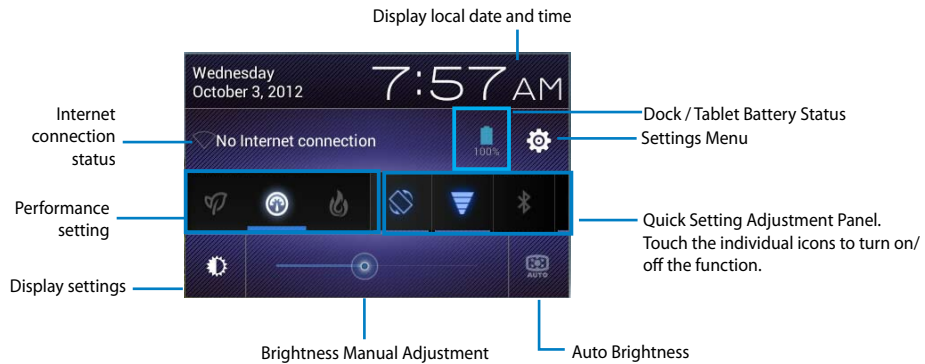 Display local date and time
Wednesday
October 3, 2012
7:57 AM
Internet
connection
status
No Internet connection
100%
Dock / Tablet Battery Status
Settings Menu
Performance
setting
Quick Setting Adjustment Panel.
Touch the individual icons to turn on/
off the function.
Display settings
AUTO
Brightness Manual Adjustment
Auto Brightness